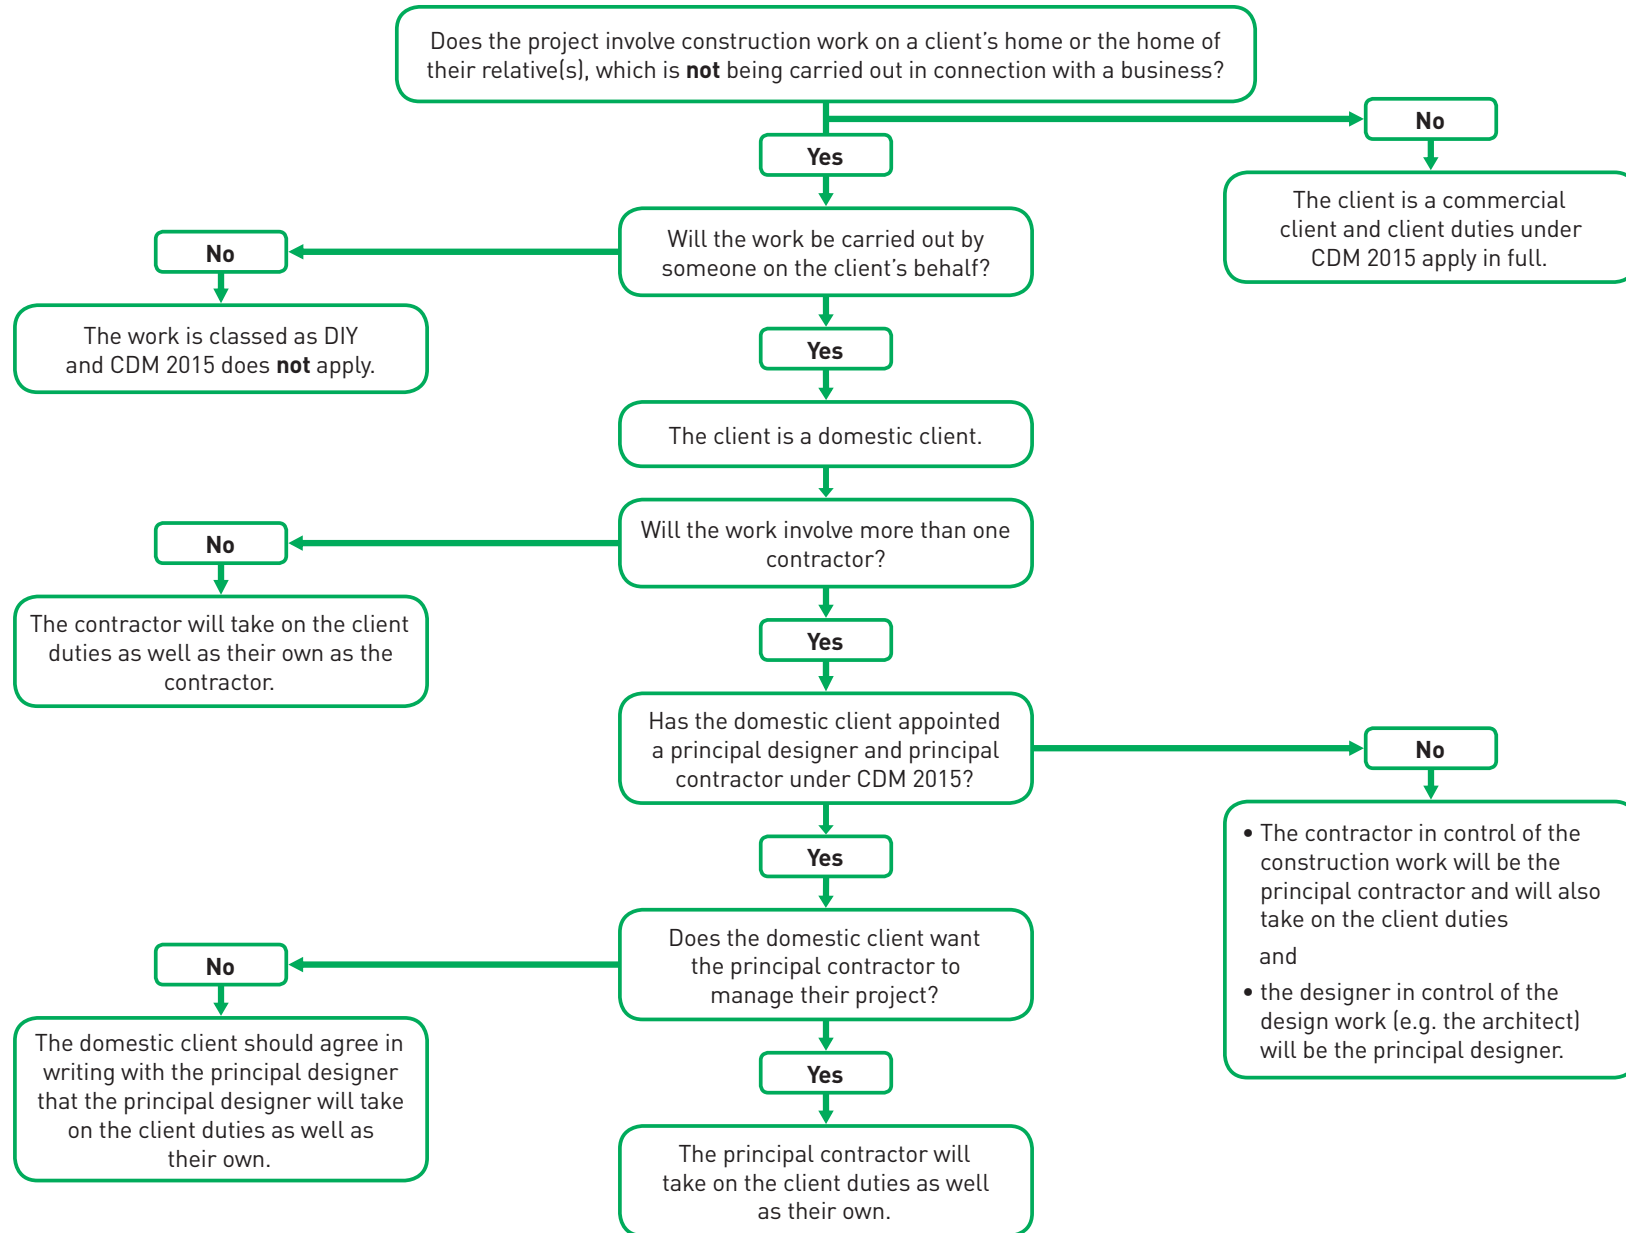 Does the project involve construction work on a client’s home or the home of
their relative(s), which is not being carried out in connection with a business?
No
Yes
The client is a commercial
client and client duties under
CDM 2015 apply in full.
Will the work be carried out by
someone on the client’s behalf?
No
The work is classed as DIY
and CDM 2015 does not apply.
Yes
The client is a domestic client.
Will the work involve more than one
contractor?
No
The contractor will take on the client
duties as well as their own as the
contractor.
Yes
Has the domestic client appointed
a principal designer and principal
contractor under CDM 2015?
No
• The contractor in control of the
construction work will be the
principal contractor and will also
take on the client duties
and
• the designer in control of the
design work (e.g. the architect)
will be the principal designer.
Yes
Does the domestic client want
the principal contractor to
manage their project?
No
The domestic client should agree in
writing with the principal designer
that the principal designer will take
on the client duties as well as
their own.
Yes
The principal contractor will
take on the client duties as well
as their own.